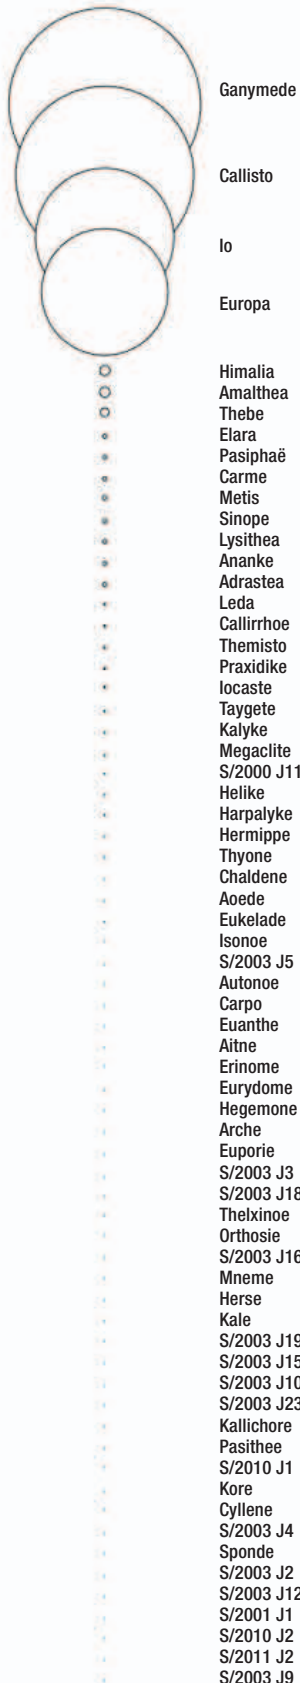 Ganymede
Callisto
Io
Europa
Himalia
Amalthea
Thebe
Elara
Pasiphaë
Carme
Metis
Sinope
Lysithea
Ananke
Adrastea
Leda
Callirrhoe
Themisto
Praxidike
Iocaste
Taygete
Kalyke
Megaclite
S/2000 J11
Helike
Harpalyke
Hermippe
Thyone
Chaldene
Aoede
Eukelade
Isonoe
S/2003 J5
Autonoe
Carpo
Euanthe
Aitne
Erinome
Eurydome
Hegemone
Arche
Euporie
S/2003 J3
S/2003 J18
Thelxinoe
Orthosie
S/2003 J16
Mneme
Herse
Kale
S/2003 J19
S/2003 J15
S/2003 J10
S/2003 J23
Kallichore
Pasithee
S/2010 J1
Kore
Cyllene
S/2003 J4
Sponde
S/2003 J2
S/2003 J12
S/2001 J1
S/2010 J2
S/2011 J2
S/2003 J9